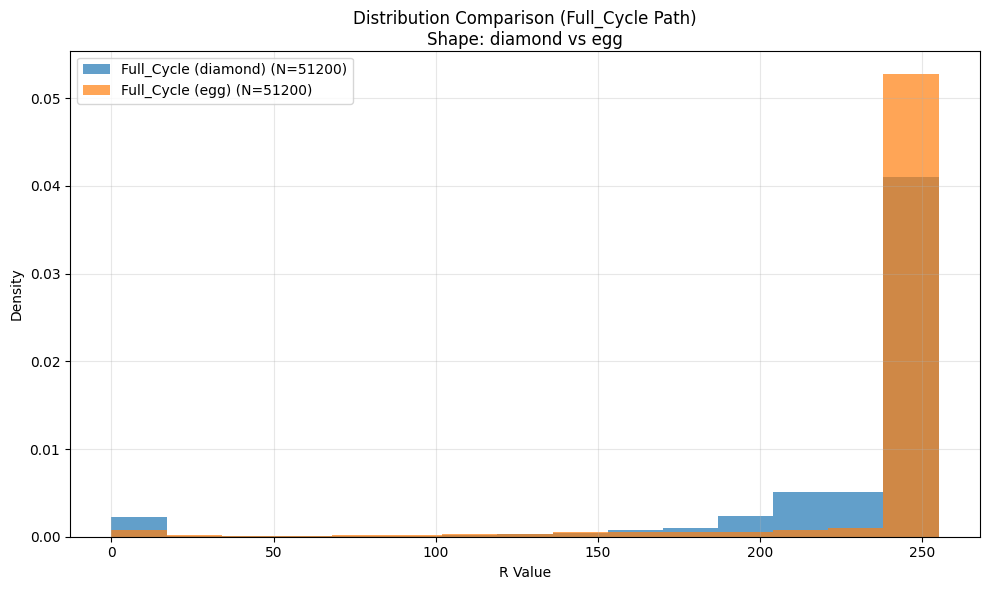 Distribution Comparison (Full_Cycle Path)
Shape: diamond vs egg
Full_Cycle (diamond) (N=51200)
Full_Cycle (egg) (N=51200)
Density
0.05
0.04
0.03
0.02
0.01
0.00
0 50 100 150 200 250
R Value